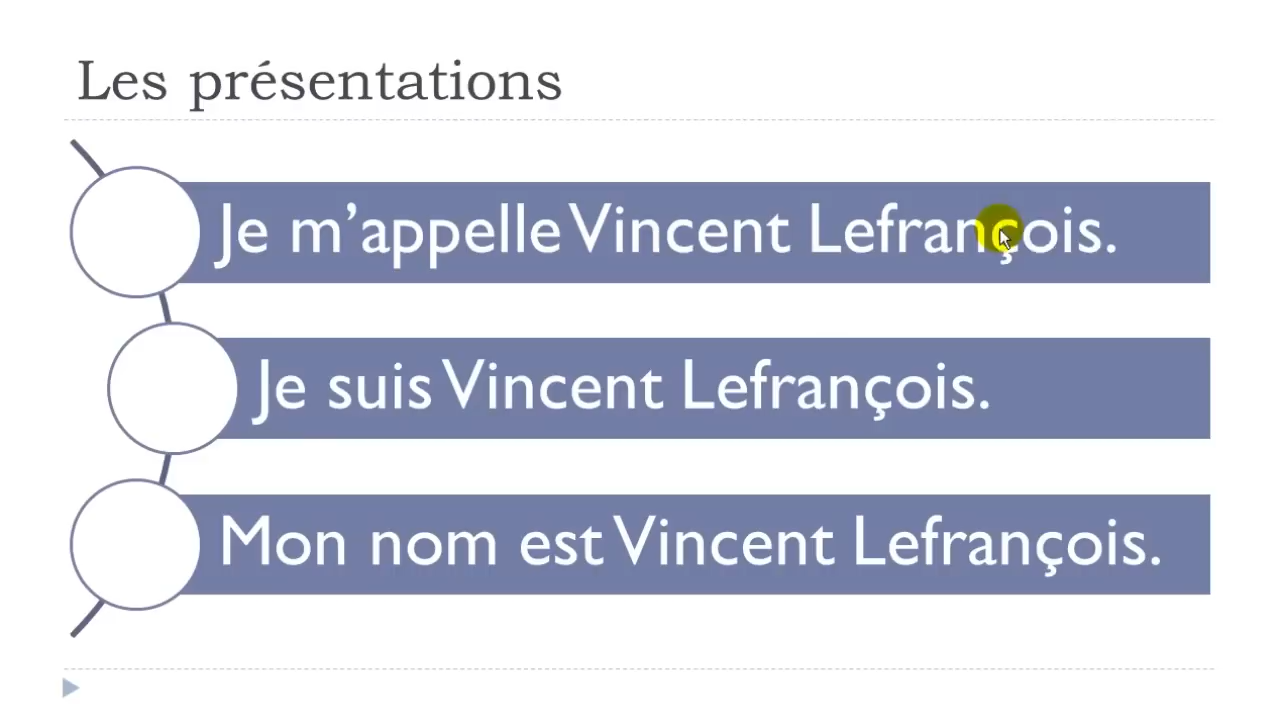 Les présentations
Je m’appelle Vincent Lefrançois.
Je suis Vincent Lefrançois.
Mon nom est Vincent Lefrançois.